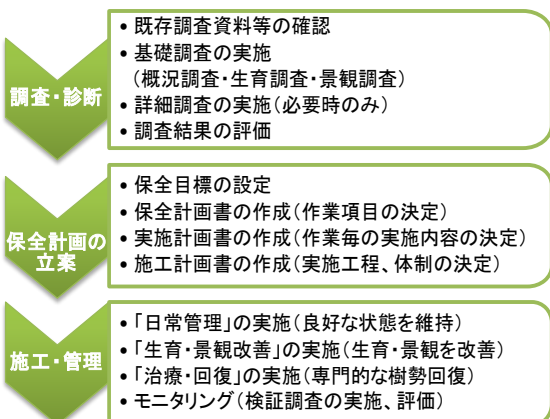 調査・診断
• 既存調査資料等の確認
• 基礎調査の実施
（概況調査・生育調査・景観調査）
• 詳細調査の実施（必要時のみ）
• 調査結果の評価
保全計画の
立案
• 保全目標の設定
• 保全計画書の作成（作業項目の決定）
• 実施計画書の作成（作業毎の実施内容の決定）
• 施工計画書の作成（実施工程、体制の決定）
施工・管理
• 「日常管理」の実施（良好な状態を維持）
• 「生育・景観改善」の実施（生育・景観を改善）
• 「治療・回復」の実施（専門的な樹勢回復）
• モニタリング（検証調査の実施、評価）